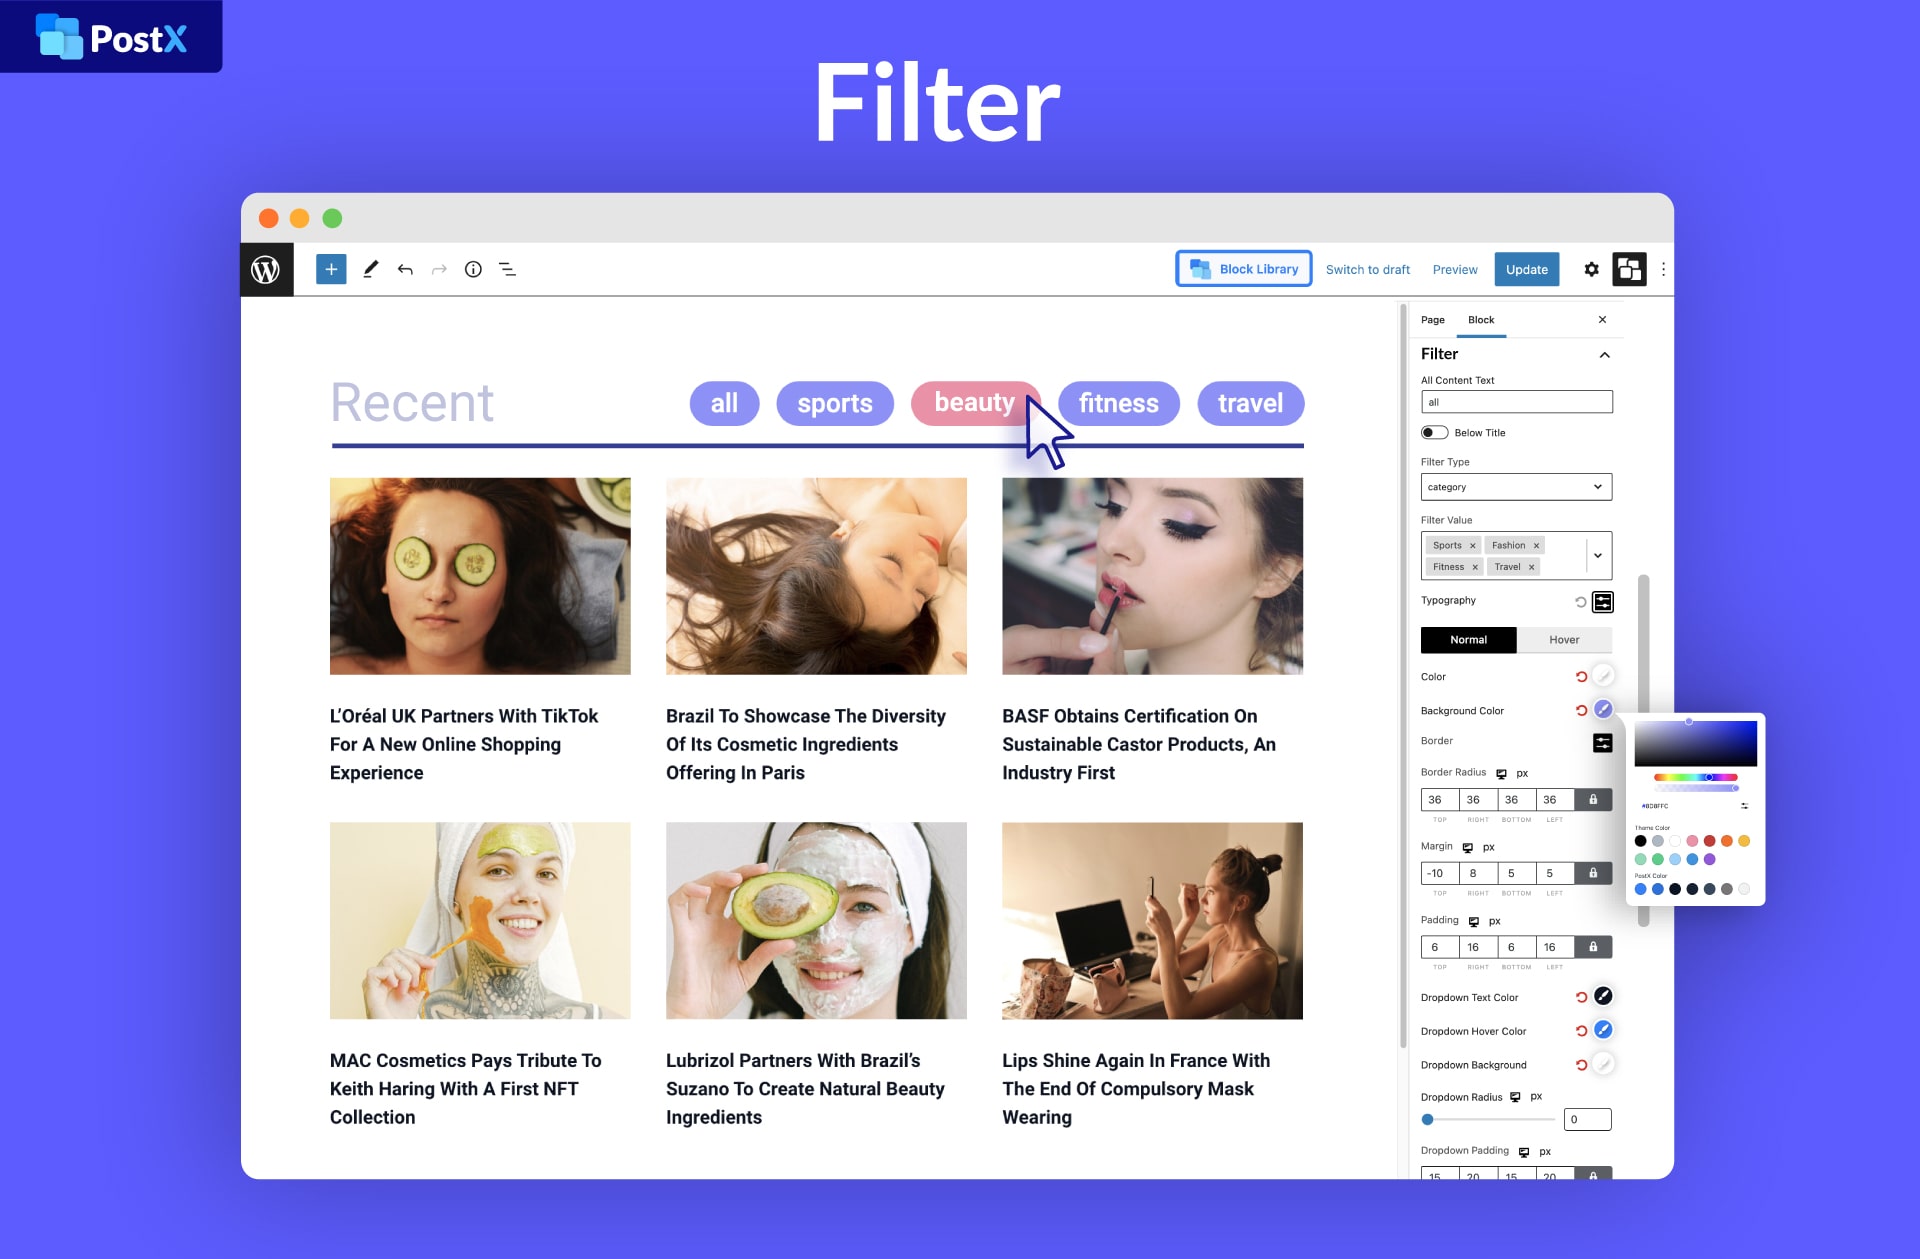 PostX
Filter
Block Library
Switch to draft
Preview
Update
Page
Block
Filter
All Content Text
all
Below Title
Filter Type
category
Filter Value
Sports
Fashion
Fitness
Travel
Typography
Normal
Hover
Color
Background Color
Border
Border Radius px
36 36 36 36
TOP RIGHT BOTTOM LEFT
Margin px
-10 8 5 5
TOP RIGHT BOTTOM LEFT
Padding px
6 16 6 16
TOP RIGHT BOTTOM LEFT
Dropdown Text Color
Dropdown Hover Color
Dropdown Background
Dropdown Radius px
0
Dropdown Padding px
15 20 15 20
Theme Color
PostX Color
Recent
all
sports
beauty
fitness
travel
L’Oréal UK Partners With TikTok
For A New Online Shopping
Experience
Brazil To Showcase The Diversity
Of Its Cosmetic Ingredients
Offering In Paris
BASF Obtains Certification On
Sustainable Castor Products, An
Industry First
MAC Cosmetics Pays Tribute To
Keith Haring With A First NFT
Collection
Lubrizol Partners With Brazil’s
Suzano To Create Natural Beauty
Ingredients
Lips Shine Again In France With
The End Of Compulsory Mask
Wearing